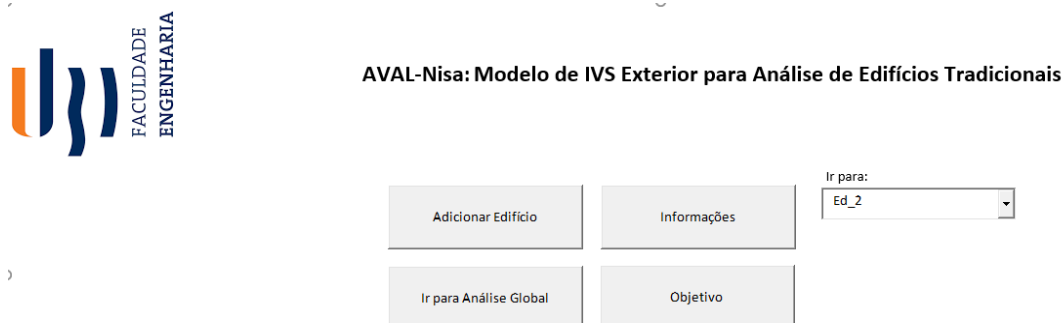 FACULDADE
ENGENHARIA
AVAL-Nisa: Modelo de IVS Exterior para Análise de Edifícios Tradicionais
Ir para:
Ed_2
Adicionar Edifício
Informações
Ir para Análise Global
Objetivo